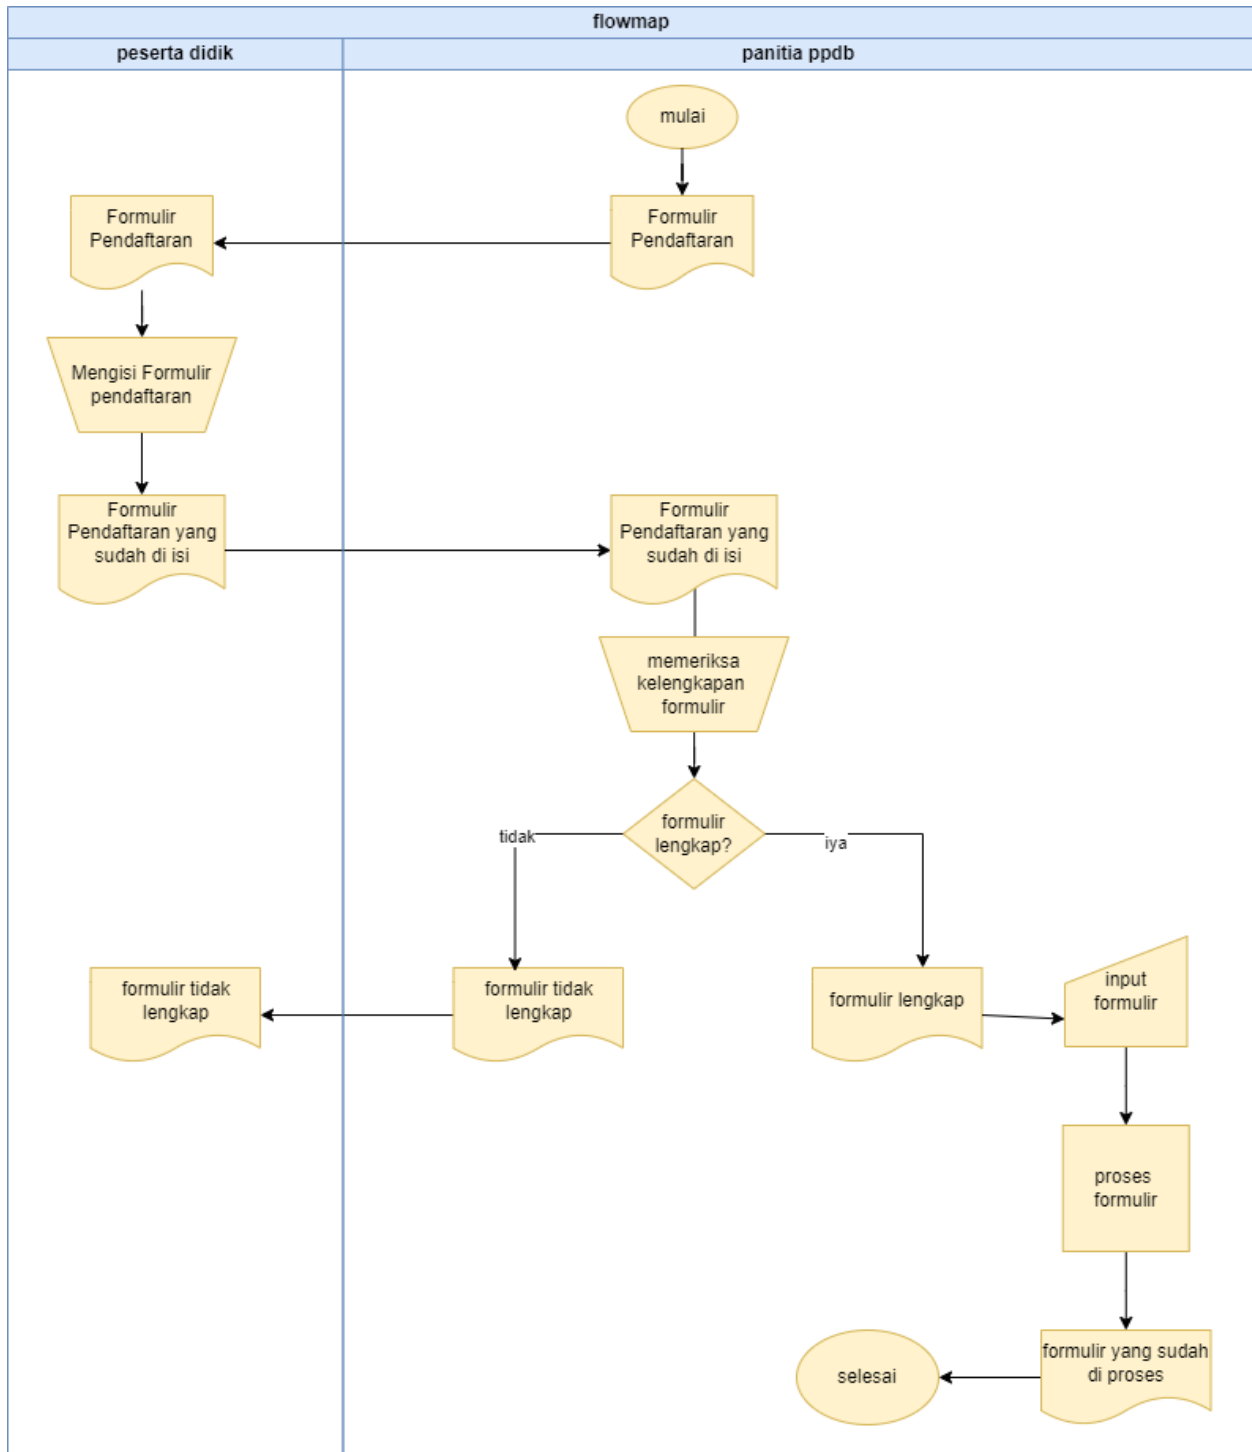 flowmap
peserta didik
panitia ppdb
mulai
Formulir
Pendaftaran
Formulir
Pendaftaran
Mengisi Formulir
pendaftaran
Formulir
Pendaftaran yang
sudah di isi
Formulir
Pendaftaran yang
sudah di isi
memeriksa
kelengkapan
formulir
formulir
lengkap?
tidak
iya
formulir tidak
lengkap
formulir tidak
lengkap
formulir lengkap
input
formulir
proses
formulir
formulir yang sudah
di proses
selesai